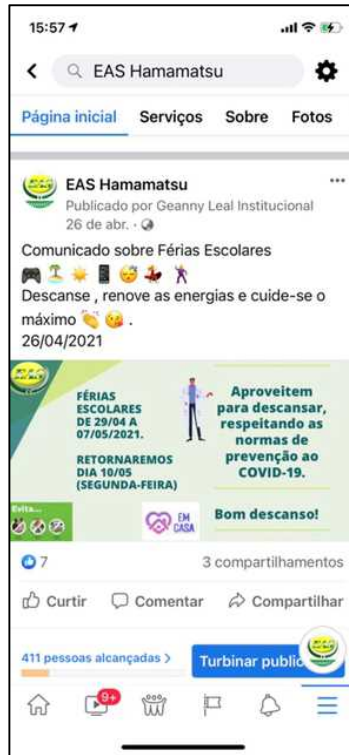 15:57
EAS Hamamatsu
Página inicial Serviços Sobre Fotos
EAS Hamamatsu
Publicado por Geanny Leal Institucional
26 de abr.
Comunicado sobre Férias Escolares
Descanse , renove as energias e cuide-se o
máximo .
26/04/2021
EAS
FÉRIAS
ESCOLARES
DE 29/04 A
07/05/2021.
RETORNAREMOS
DIA 10/05
(SEGUNDA-FEIRA)
Aproveitem
para descansar,
respeitando as
normas de
prevenção ao
COVID-19.
Bom descanso!
Evita...
EM
CASA
7
3 compartilhamentos
Curtir Comentar Compartilhar
411 pessoas alcançadas >
Turbinar public
9+